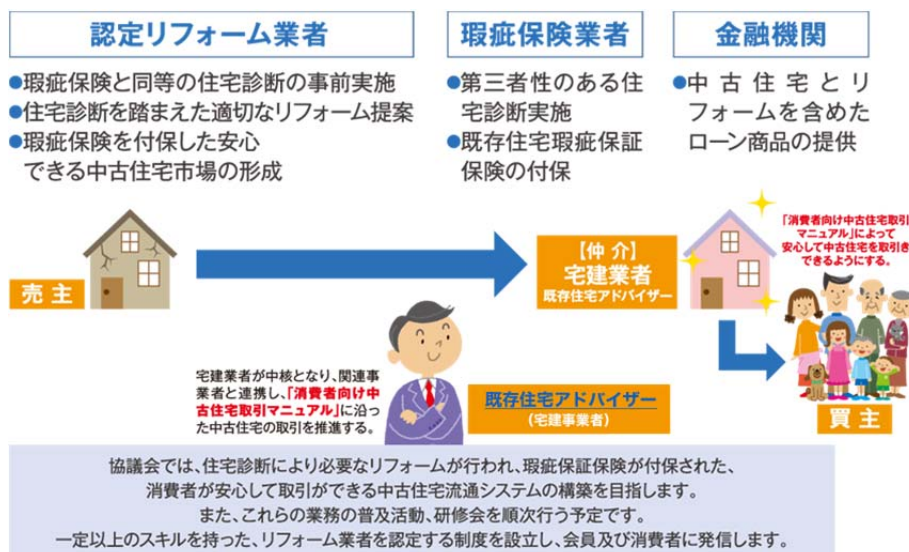 認定リフォーム業者
●瑕疵保険と同等の住宅診断の事前実施
●住宅診断を踏まえた適切なリフォーム提案
●瑕疵保険を付保した安心
できる中古住宅市場の形成
瑕疵保険業者
●第三者性のある住
宅診断実施
●既存住宅瑕疵保証
保険の付保
金融機関
●中古住宅とリ
フォームを含めた
ローン商品の提供
売主
【仲介】
宅建業者
既存住宅アドバイザー
「消費者向け中古住宅取引
マニュアル」によって
安心して中古住宅を取引き
できるようにする。
宅建業者が中核となり、関連事
業者と連携し、「消費者向け中
古住宅取引マニュアル」に沿っ
た中古住宅の取引を推進する。
既存住宅アドバイザー
(宅建事業者)
買主
協議会では、住宅診断により必要なリフォームが行われ、瑕疵保証保険が付保された、
消費者が安心して取引ができる中古住宅流通システムの構築を目指します。
また、これらの業務の普及活動、研修会を順次行う予定です。
一定以上のスキルを持った、リフォーム業者を認定する制度を設立し、会員及び消費者に発信します。